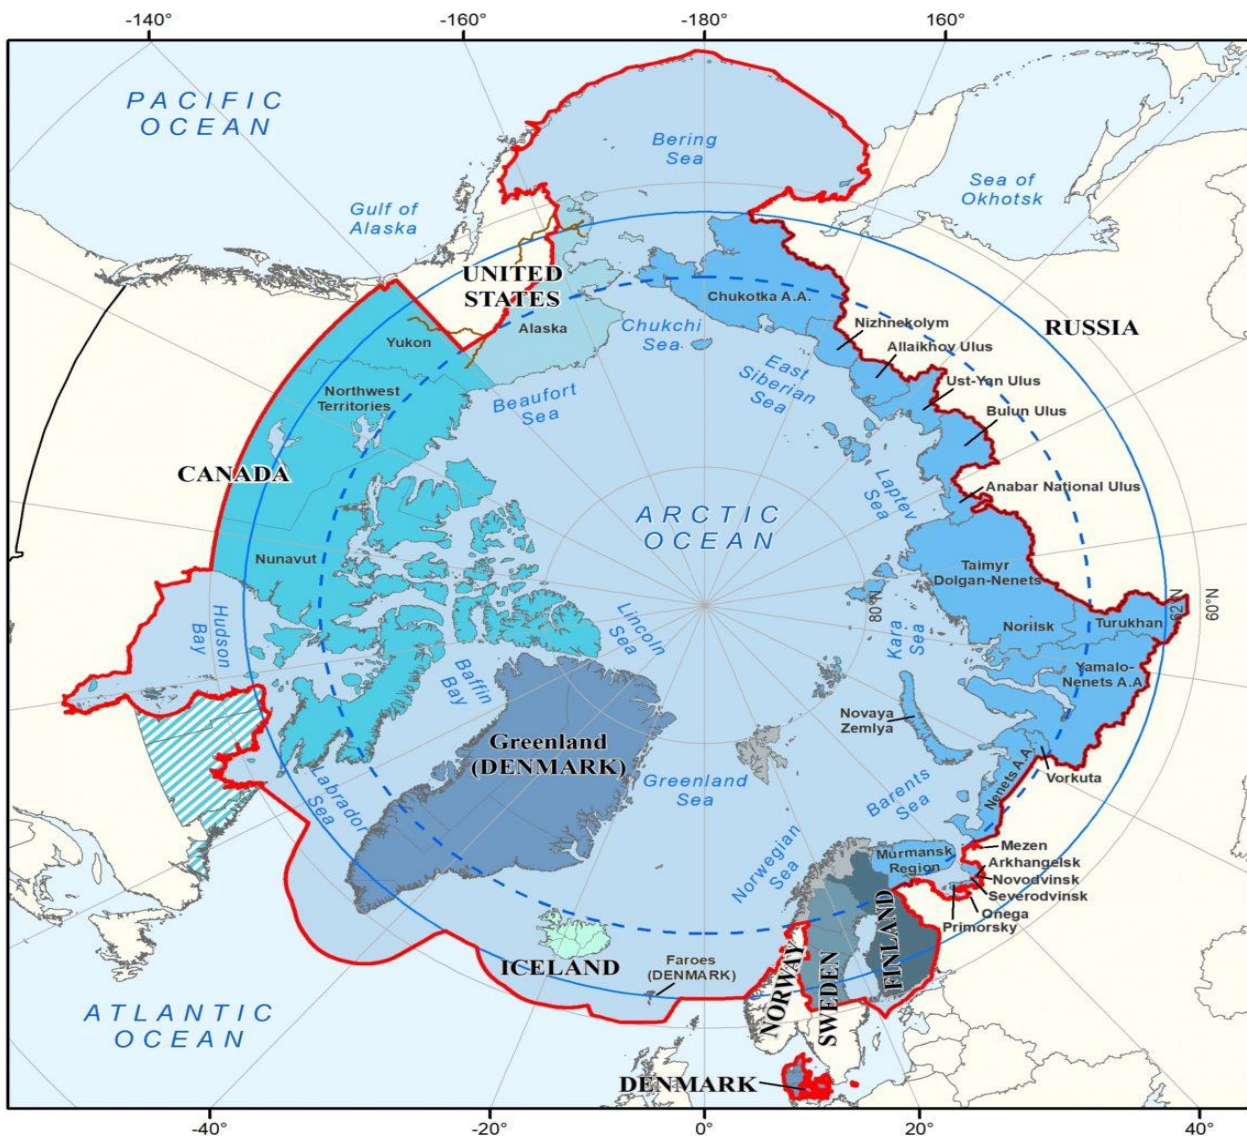 -140°
-160°
-180°
160°
PACIFIC
OCEAN
Bering
Sea
Sea of
Okhotsk
Gulf of
Alaska
UNITED
STATES
Alaska
Chukotka A.A.
Nizhnekolym
RUSSIA
Yukon
Chukchi
Sea
Allaikhov Ulus
East
Siberian
Sea
Ust-Yan Ulus
Northwest
Territories
Beaufort
Sea
Bulun Ulus
CANADA
Laptev
Sea
Anabar National Ulus
ARCTIC
OCEAN
Nunavut
Taimyr
Dolgan-Nenets
Hudson
Bay
Lincoln
Sea
80°N
Kara
Sea
Norilsk
Turukhan
62°N
60°N
Baffin
Bay
Yamalo-
Nenets A.A
Novaya
Zemlya
Greenland
(DENMARK)
Greenland
Sea
Labrador
Sea
Barents
Sea
Nenets A.A
Vorkuta
Norwegian
Sea
Murmansk
Region
Mezen
Arkhangelsk
Novodvinsk
Severodvinsk
Onega
Primorsky
ICELAND
Faroes
(DENMARK)
NORWAY
SWEDEN
FINLAND
ATLANTIC
OCEAN
DENMARK
-40°
-20°
0°
20°
40°